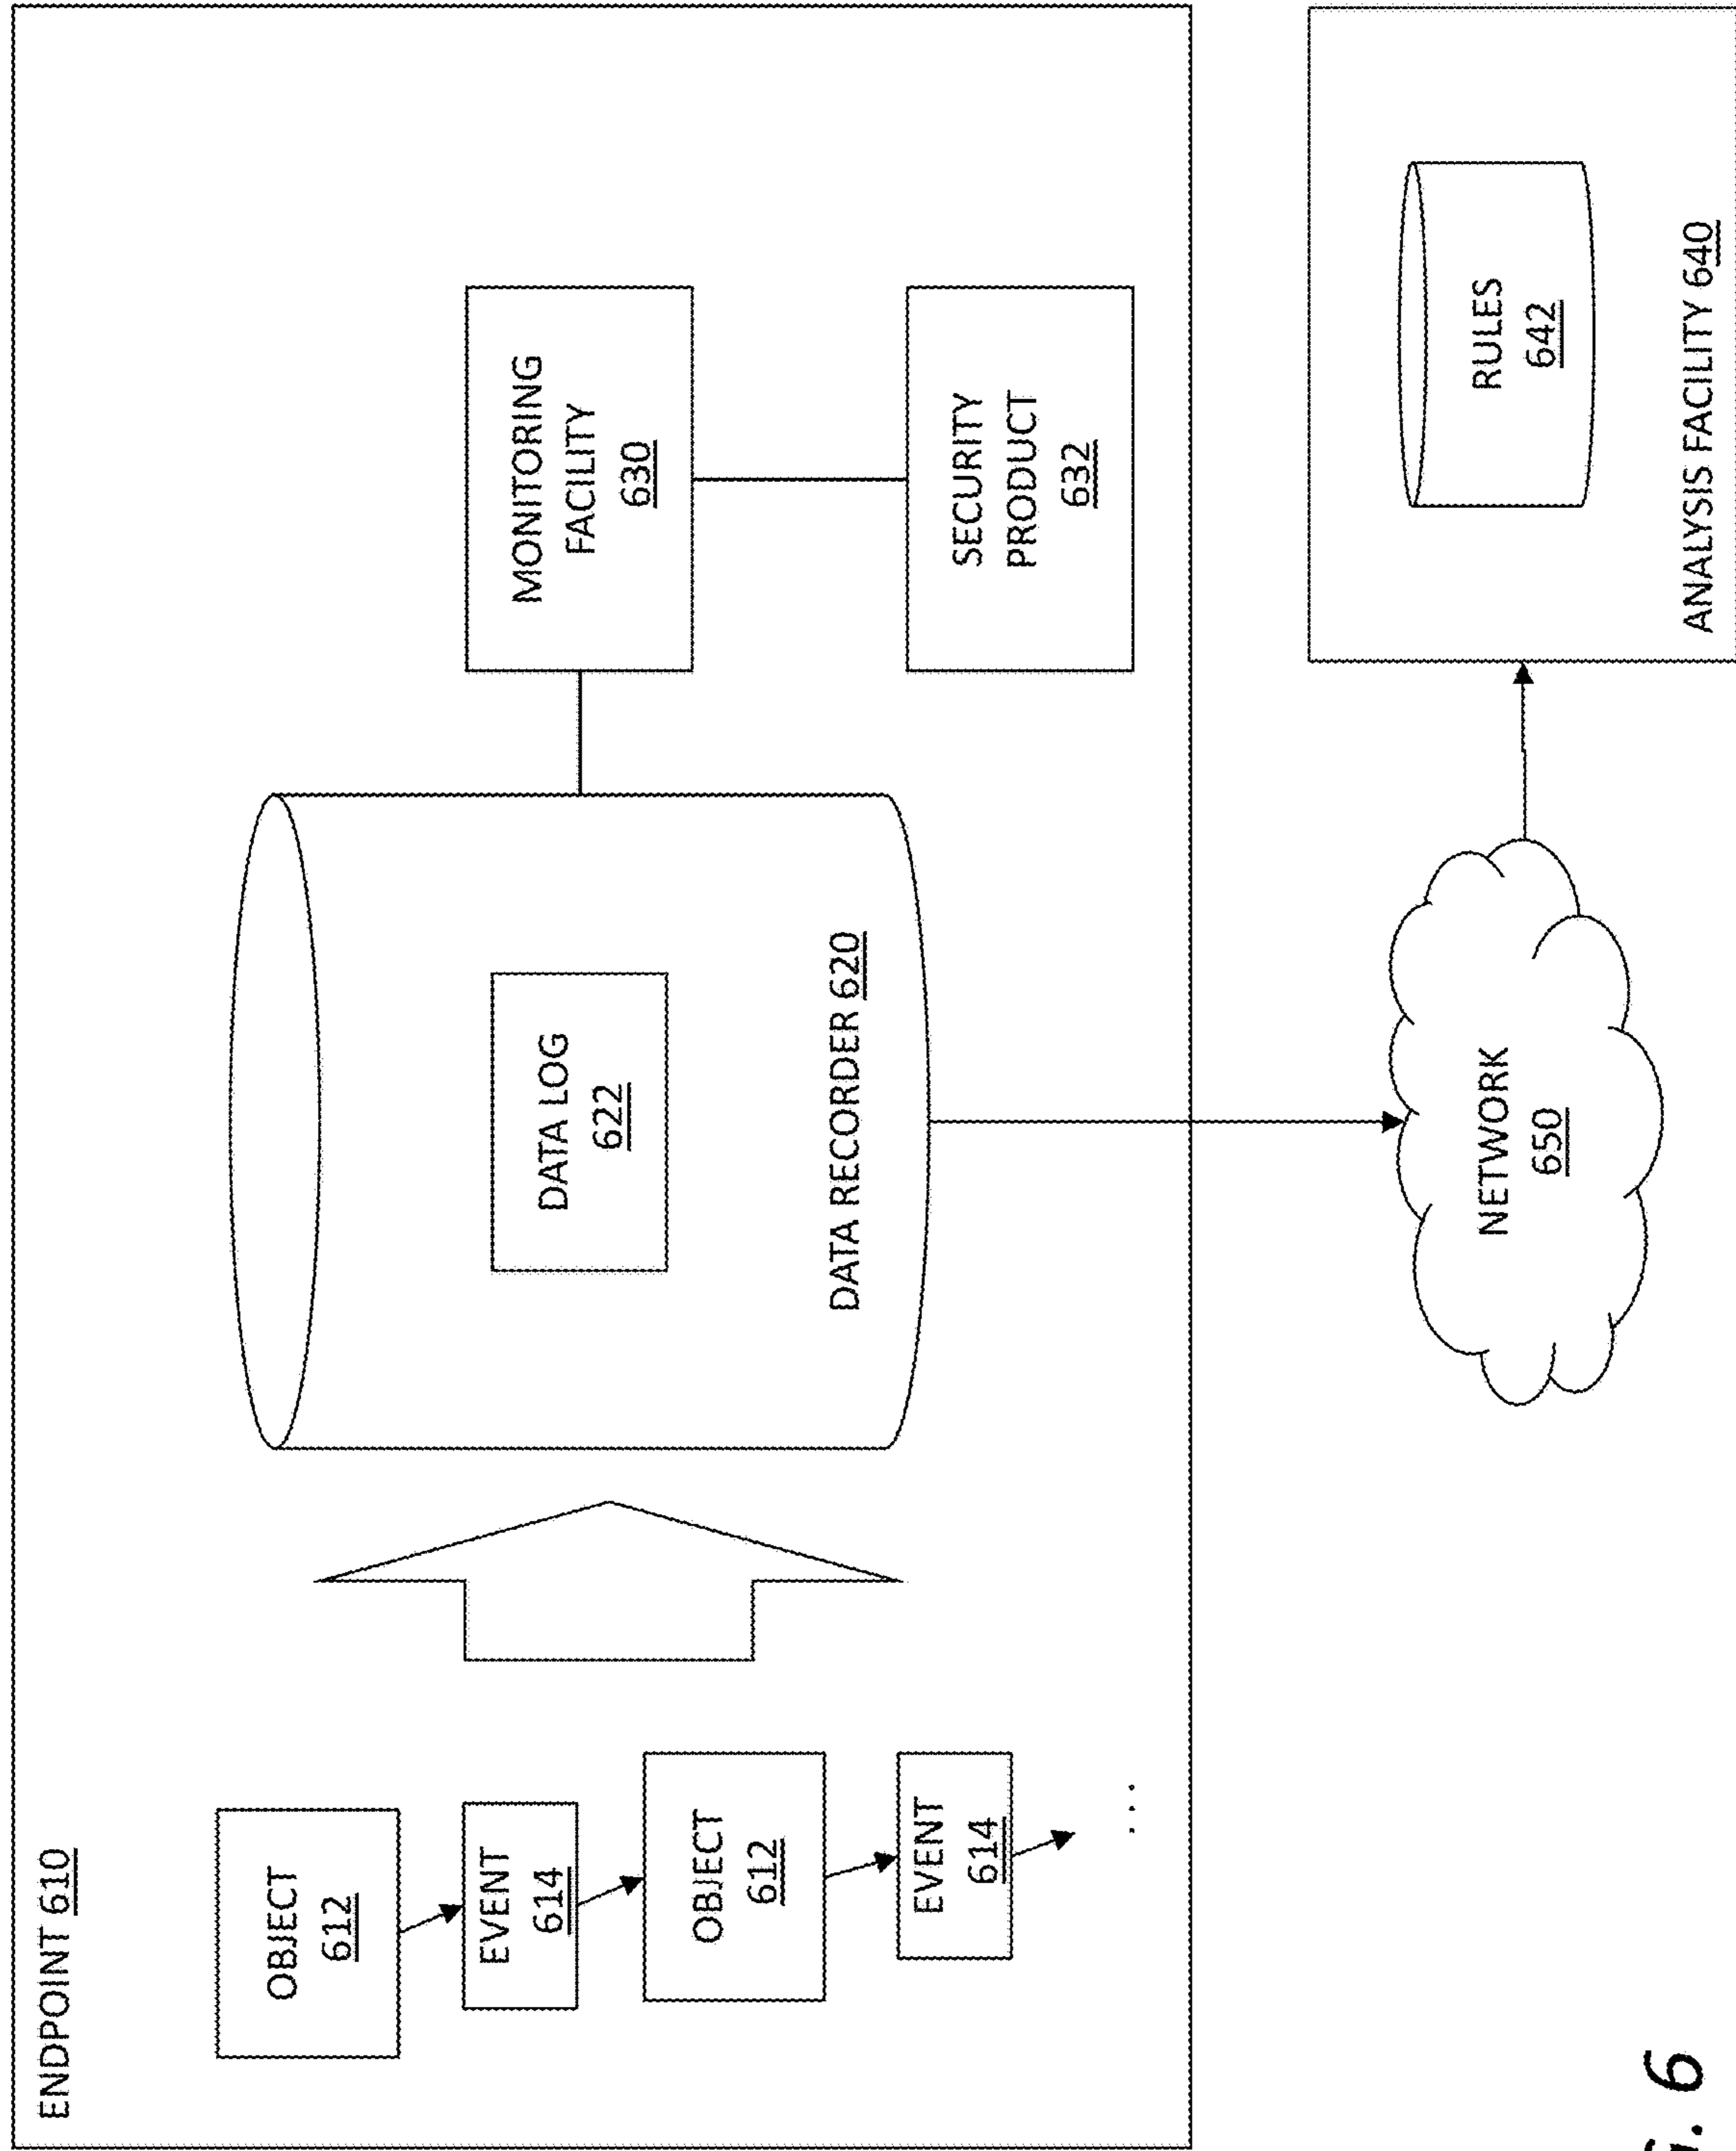 ENDPOINT 610
OBJECT
612
EVENT
614
OBJECT
612
EVENT
614
...
DATA LOG
622
DATA RECORDER 620
MONITORING
FACILITY
630
SECURITY
PRODUCT
632
NETWORK
650
RULES
642
ANALYSIS FACILITY 640
G. 6